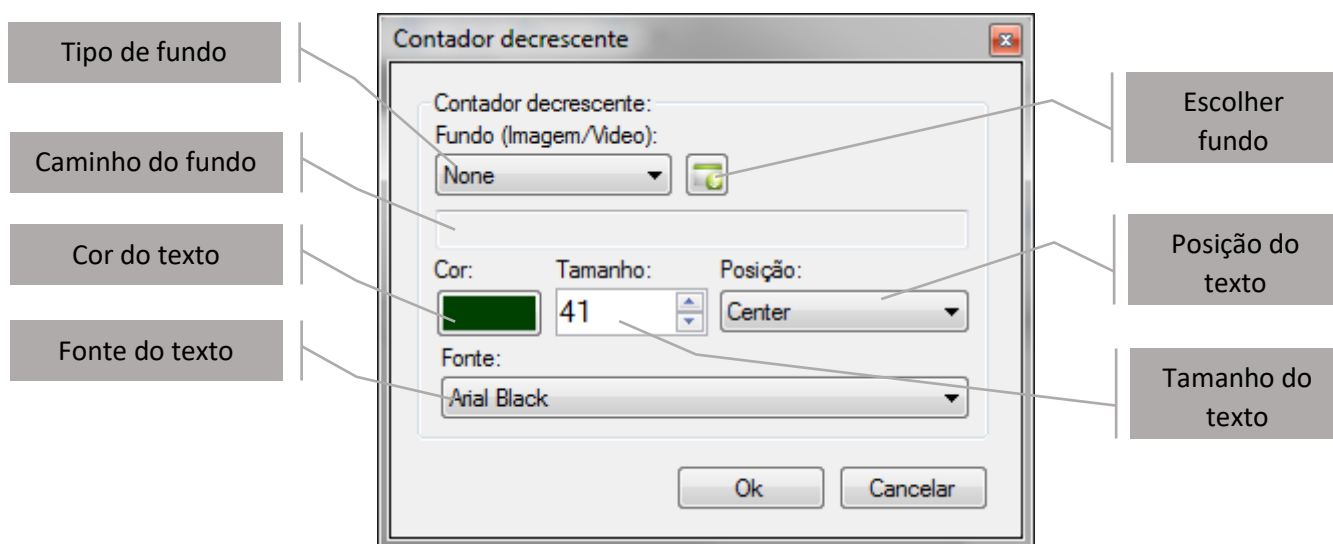 Contador decrescente
Tipo de fundo
Contador decrescente:
Escolher
fundo
Fundo (Imagem/Video):
Caminho do fundo
None
Cor do texto
Posição do
texto
Cor:
Tamanho:
Posição:
41
Center
Fonte do texto
Fonte:
Tamanho do
texto
Arial Black
Ok
Cancelar